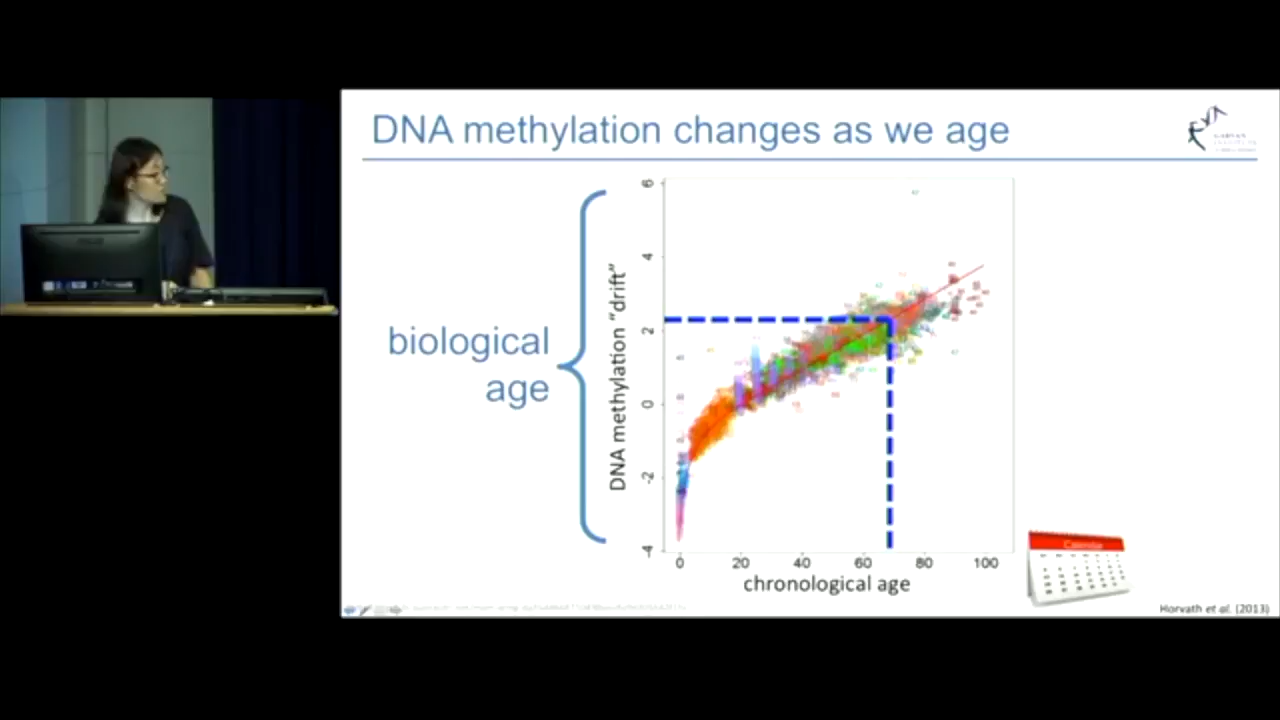 DNA methylation changes as we age
biological
age
DNA methylation “drift”
6
4
2
0
-2
-4
0 20 40 60 80 100
chronological age
Calendar
Horvath et al. (2013)